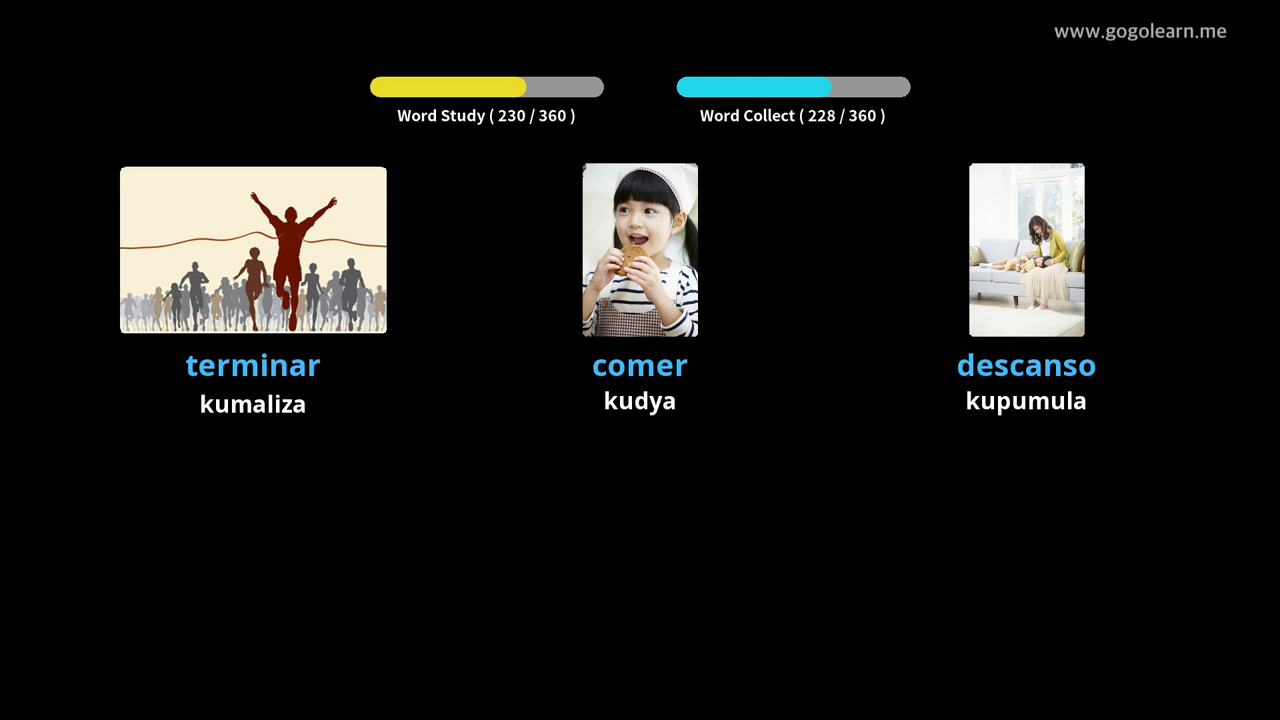 www.gogolearn.me
Word Study ( 230 / 360 )
Word Collect ( 228 / 360 )
terminar
kumaliza
comer
kudya
descanso
kupumula